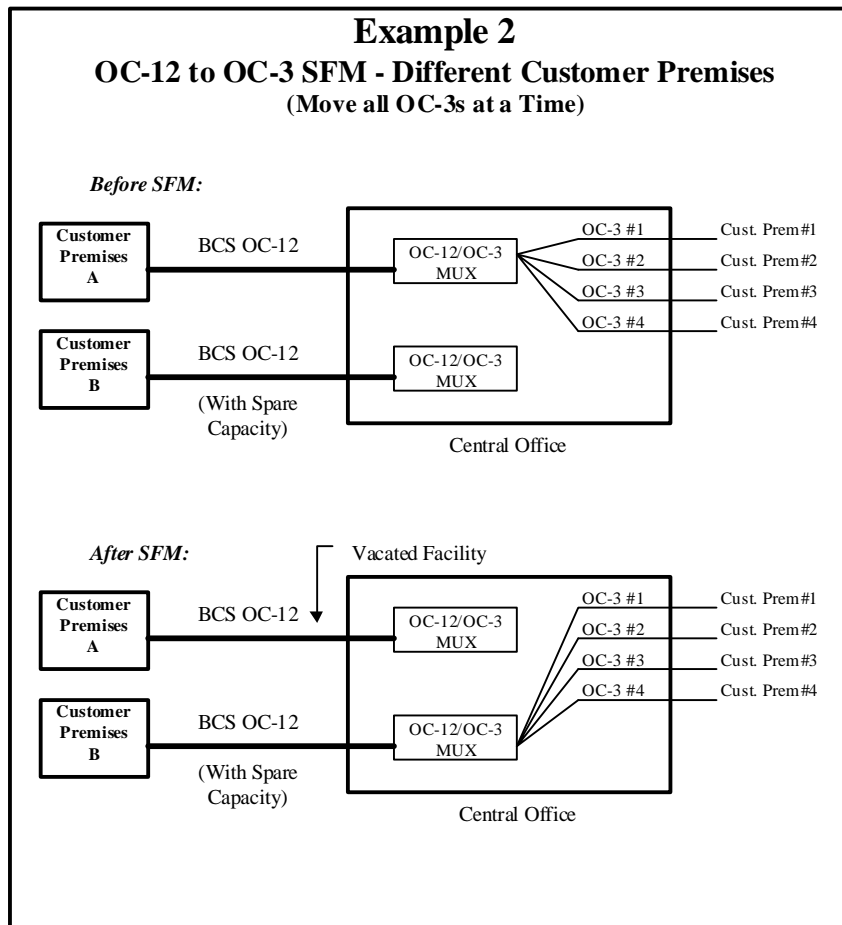 Example 2
OC-12 to OC-3 SFM - Different Customer Premises
(Move all OC-3s at a Time)
Before SFM:
Customer
Premises
A
BCS OC-12
OC-12/OC-3
MUX
OC-3 #1
Cust. Prem#1
OC-3 #2
Cust. Prem#2
OC-3 #3
Cust. Prem#3
OC-3 #4
Cust. Prem#4
Customer
Premises
B
BCS OC-12
(With Spare
Capacity)
OC-12/OC-3
MUX
Central Office
After SFM:
Vacated Facility
Customer
Premises
A
BCS OC-12
OC-12/OC-3
MUX
OC-3 #1
Cust. Prem#1
OC-3 #2
Cust. Prem#2
OC-3 #3
Cust. Prem#3
OC-3 #4
Cust. Prem#4
Customer
Premises
B
BCS OC-12
(With Spare
Capacity)
OC-12/OC-3
MUX
Central Office